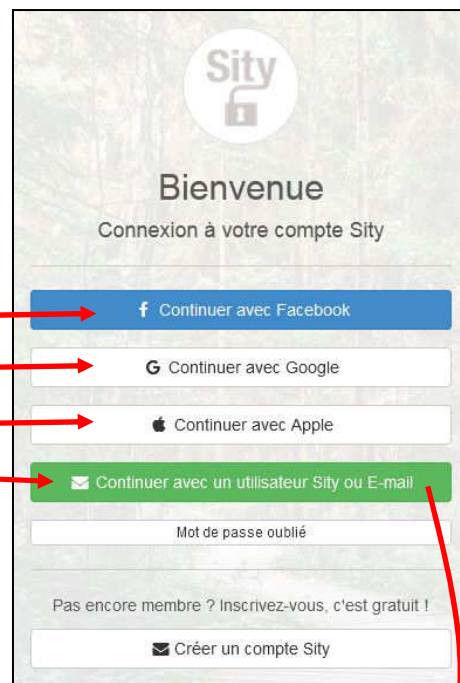 Sity
Bienvenue
Connexion à votre compte Sity
Continuer avec Facebook
Continuer avec Google
Continuer avec Apple
Continuer avec un utilisateur Sity ou E-mail
Mot de passe oublié
Pas encore membre ? Inscrivez-vous, c'est gratuit !
Créer un compte Sity